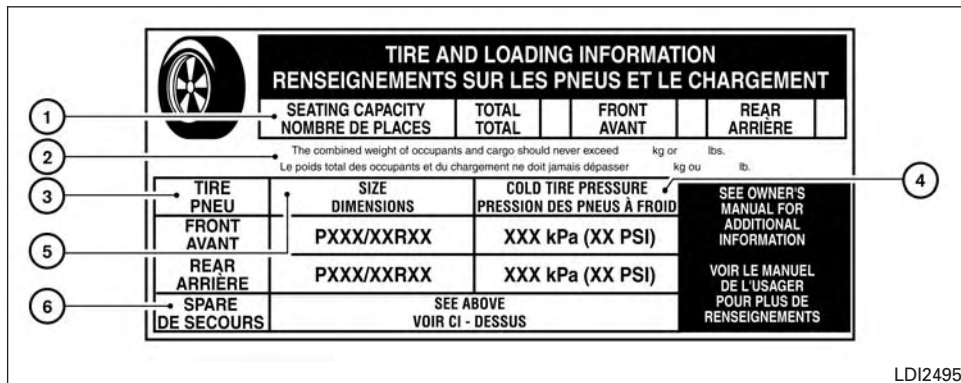 TIRE AND LOADING INFORMATION
RENSEIGNEMENTS SUR LES PNEUS ET LE CHARGEMENT
1
SEATING CAPACITY
NOMBRE DE PLACES
TOTAL
TOTAL
FRONT
AVANT
REAR
ARRIÈRE
2
The combined weight of occupants and cargo should never exceed kg or lbs.
Le poids total des occupants et du chargement ne doit jamais dépasser kg ou lb.
3
TIRE
PNEU
SIZE
DIMENSIONS
COLD TIRE PRESSURE
PRESSION DES PNEUS À FROID
4
5
FRONT
AVANT
PXXX/XXRXX
XXX kPa (XX PSI)
REAR
ARRIÈRE
PXXX/XXRXX
XXX kPa (XX PSI)
6
SPARE
DE SECOURS
SEE ABOVE
VOIR CI - DESSUS
SEE OWNER'S
MANUAL FOR
ADDITIONAL
INFORMATION
VOIR LE MANUEL
DE L'USAGER
POUR PLUS DE
RENSEIGNEMENTS
LDI2495